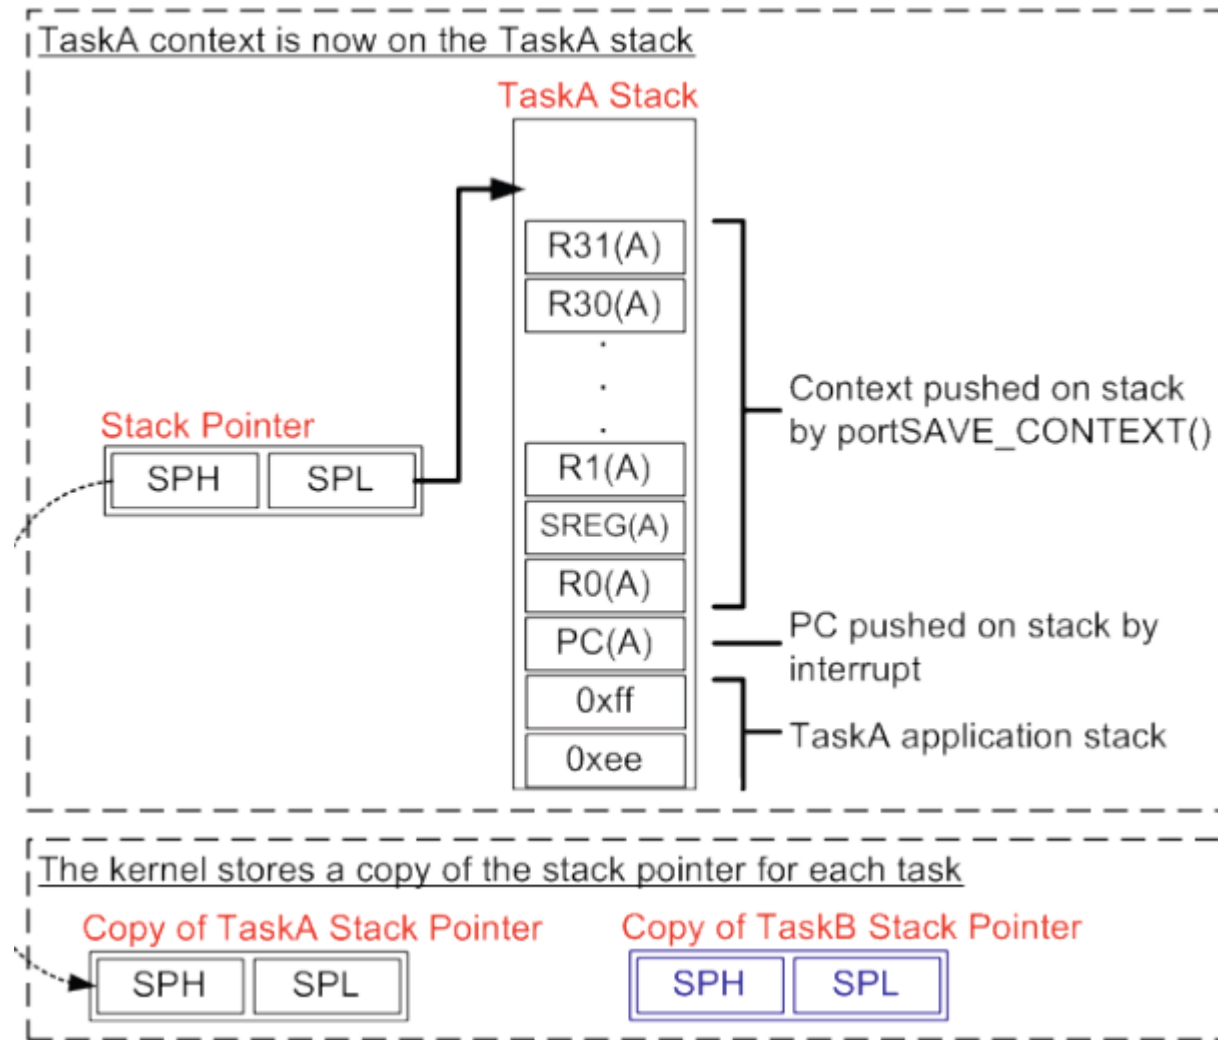 TaskA context is now on the TaskA stack
TaskA Stack
R31(A)
R30(A)
Context pushed on stack
by portSAVE_CONTEXT()
Stack Pointer
SPH
SPL
R1(A)
SREG(A)
R0(A)
PC(A)
PC pushed on stack by
interrupt
0xff
TaskA application stack
0xee
The kernel stores a copy of the stack pointer for each task
Copy of TaskA Stack Pointer
Copy of TaskB Stack Pointer
SPH
SPL
SPH
SPL